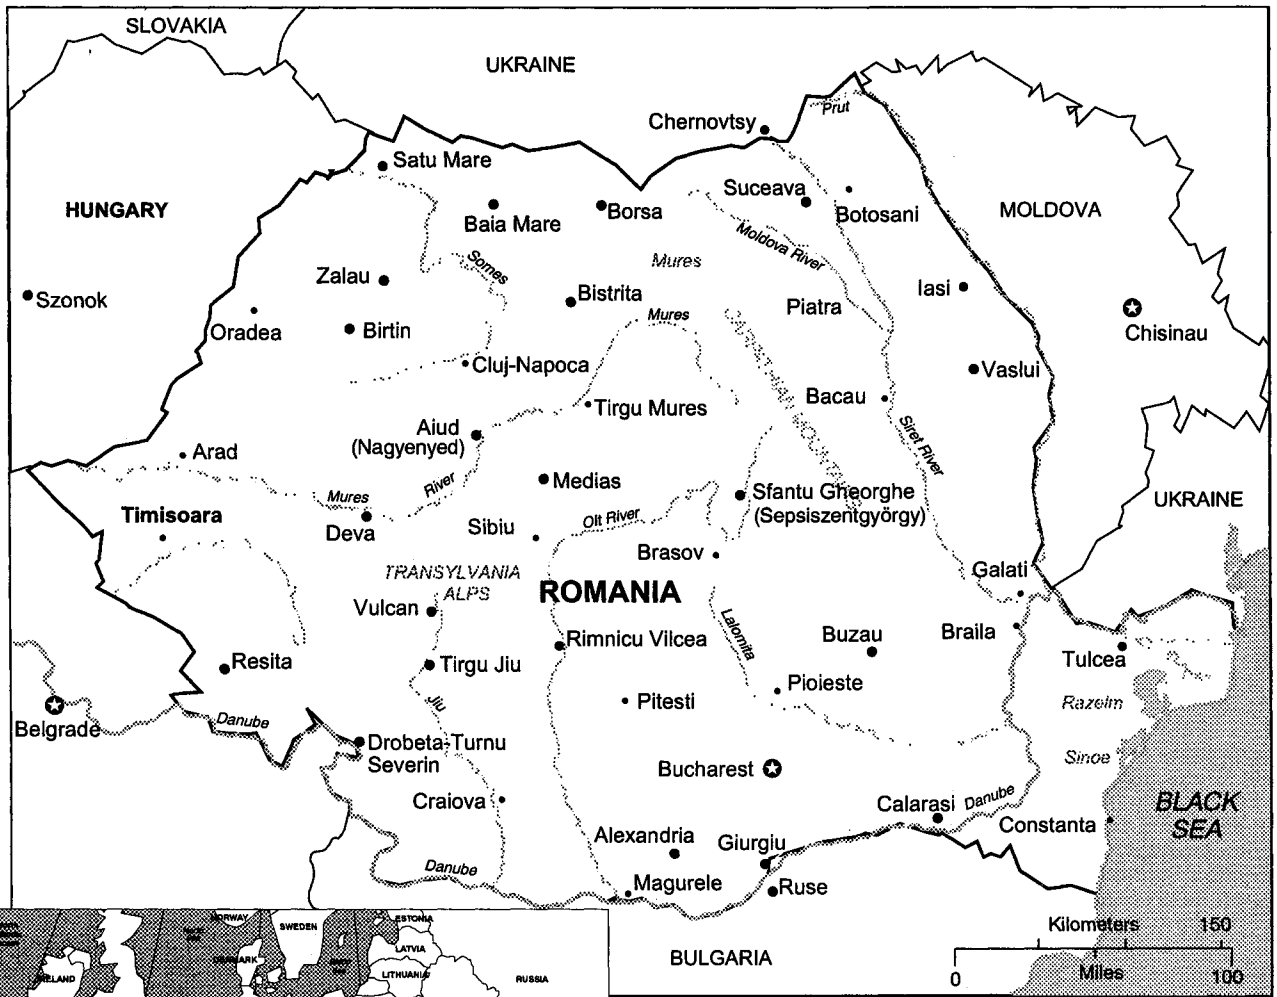 SLOVAKIA
UKRAINE
Chernovtsy
Prut
Satu Mare
HUNGARY
Suceava
Baia Mare
Borsa
Botosani
MOLDOVA
Moldova River
Somes
Mures
Zalau
Bistrita
Iasi
Szonok
Piatra
Oradea
Birtin
Mures
Chisinau
Cluj-Napoca
Vaslui
Bacau
Tirgu Mures
Aiud
(Nagyenyed)
Siret River
Arad
River
Medias
Mures
Sfantu Gheorghe
(Sepsiszentgyörgy)
UKRAINE
Timisoara
Deva
Sibiu
Olt River
Brasov
Galati
TRANSYLVANIA
ALPS
ROMANIA
Vulcan
Lalomita
Rimnicu Vilcea
Buzau
Braila
Tulcea
Resita
Tirgu Jiu
Pioieste
Jiu
Pitesti
Razelm
Belgrade
Danube
Drobeta-Turnu
Severin
Sinoe
Bucharest
Craiova
Calarasi
Danube
BLACK
SEA
Constanta
Alexandria
Giurgiu
Danube
Magurele
Ruse
BULGARIA
Kilometers 150
0
Miles 100
NORWAY
SWEDEN
ESTONIA
LATVIA
DENMARK
LITHUANIA
IRELAND
RUSSIA